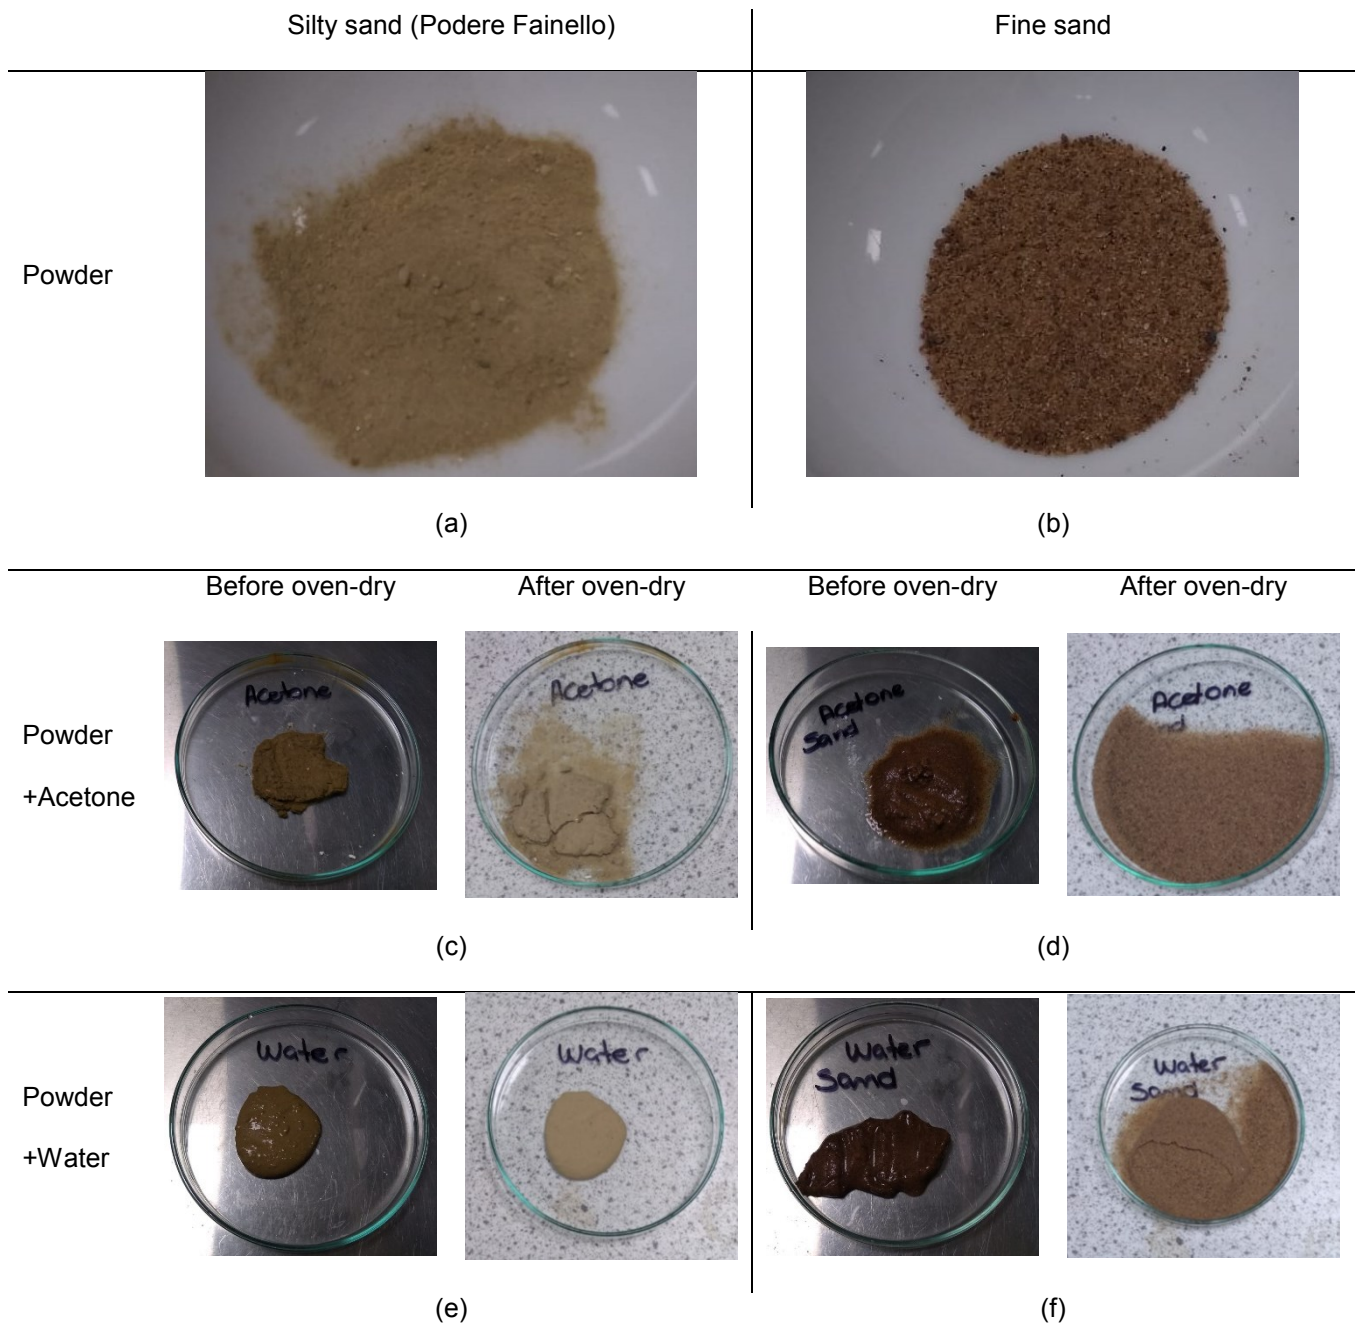 Silty sand (Podere Fainello)
Fine sand
Powder
(a)
(b)
Before oven-dry
After oven-dry
Before oven-dry
After oven-dry
Powder
+Acetone
Acetone
Acetone
Acetone
Sand
Acetone
nd
(c)
(d)
Powder
+Water
Water
Water
Water
Sand
Water
Sand
(e)
(f)